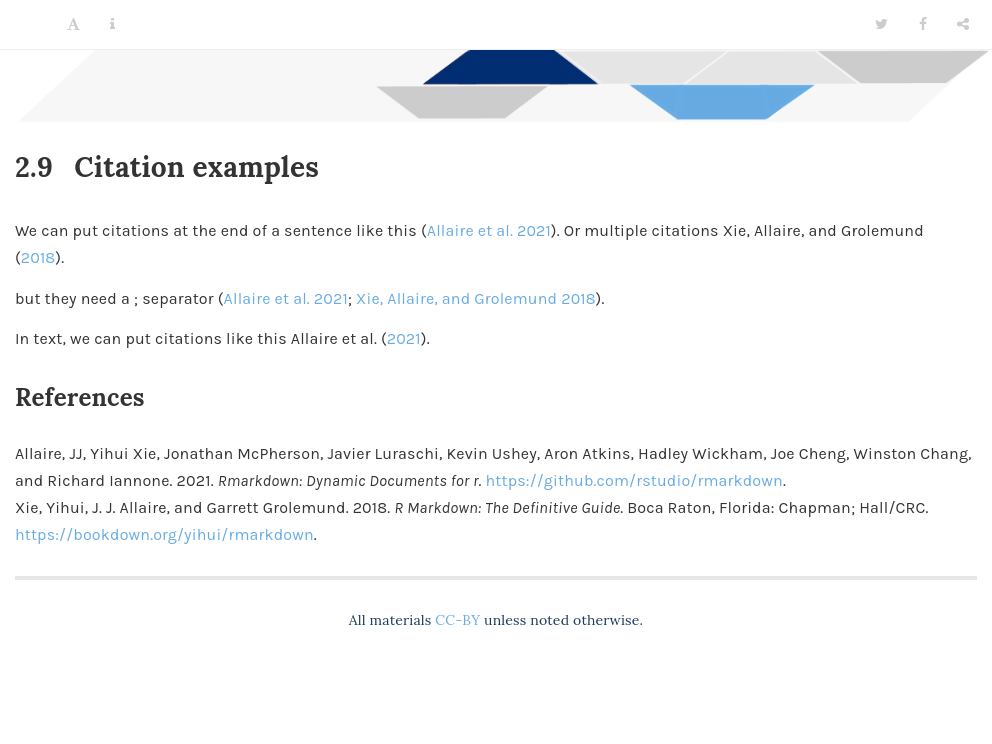 2.9 Citation examples
We can put citations at the end of a sentence like this (Allaire et al. 2021). Or multiple citations Xie, Allaire, and Grolemund
(2018).
but they need a ; separator (Allaire et al. 2021; Xie, Allaire, and Grolemund 2018).
In text, we can put citations like this Allaire et al. (2021).
References
Allaire, JJ, Yihui Xie, Jonathan McPherson, Javier Luraschi, Kevin Ushey, Aron Atkins, Hadley Wickham, Joe Cheng, Winston Chang,
and Richard Iannone. 2021. Rmarkdown: Dynamic Documents for r. https://github.com/rstudio/rmarkdown.
Xie, Yihui, J. J. Allaire, and Garrett Grolemund. 2018. R Markdown: The Definitive Guide. Boca Raton, Florida: Chapman; Hall/CRC.
https://bookdown.org/yihui/rmarkdown.
All materials CC-BY unless noted otherwise.